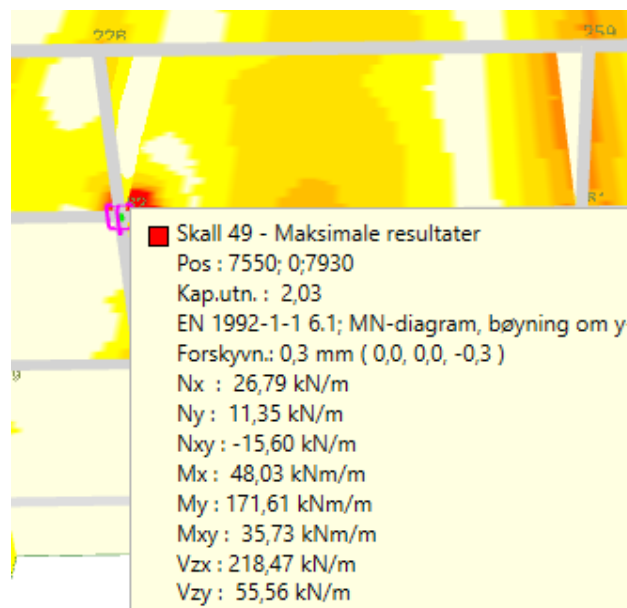 228
259
Skall 49 - Maksimale resultater
Pos : 7550; 0;7930
Kap.utn. : 2,03
EN 1992-1-1 6.1; MN-diagram, bøyning om y-
Forskyvn.: 0,3 mm ( 0,0, 0,0, -0,3 )
Nx : 26,79 kN/m
Ny : 11,35 kN/m
Nxy : -15,60 kN/m
Mx : 48,03 kNm/m
My : 171,61 kNm/m
Mxy : 35,73 kNm/m
Vzx : 218,47 kN/m
Vzy : 55,56 kN/m